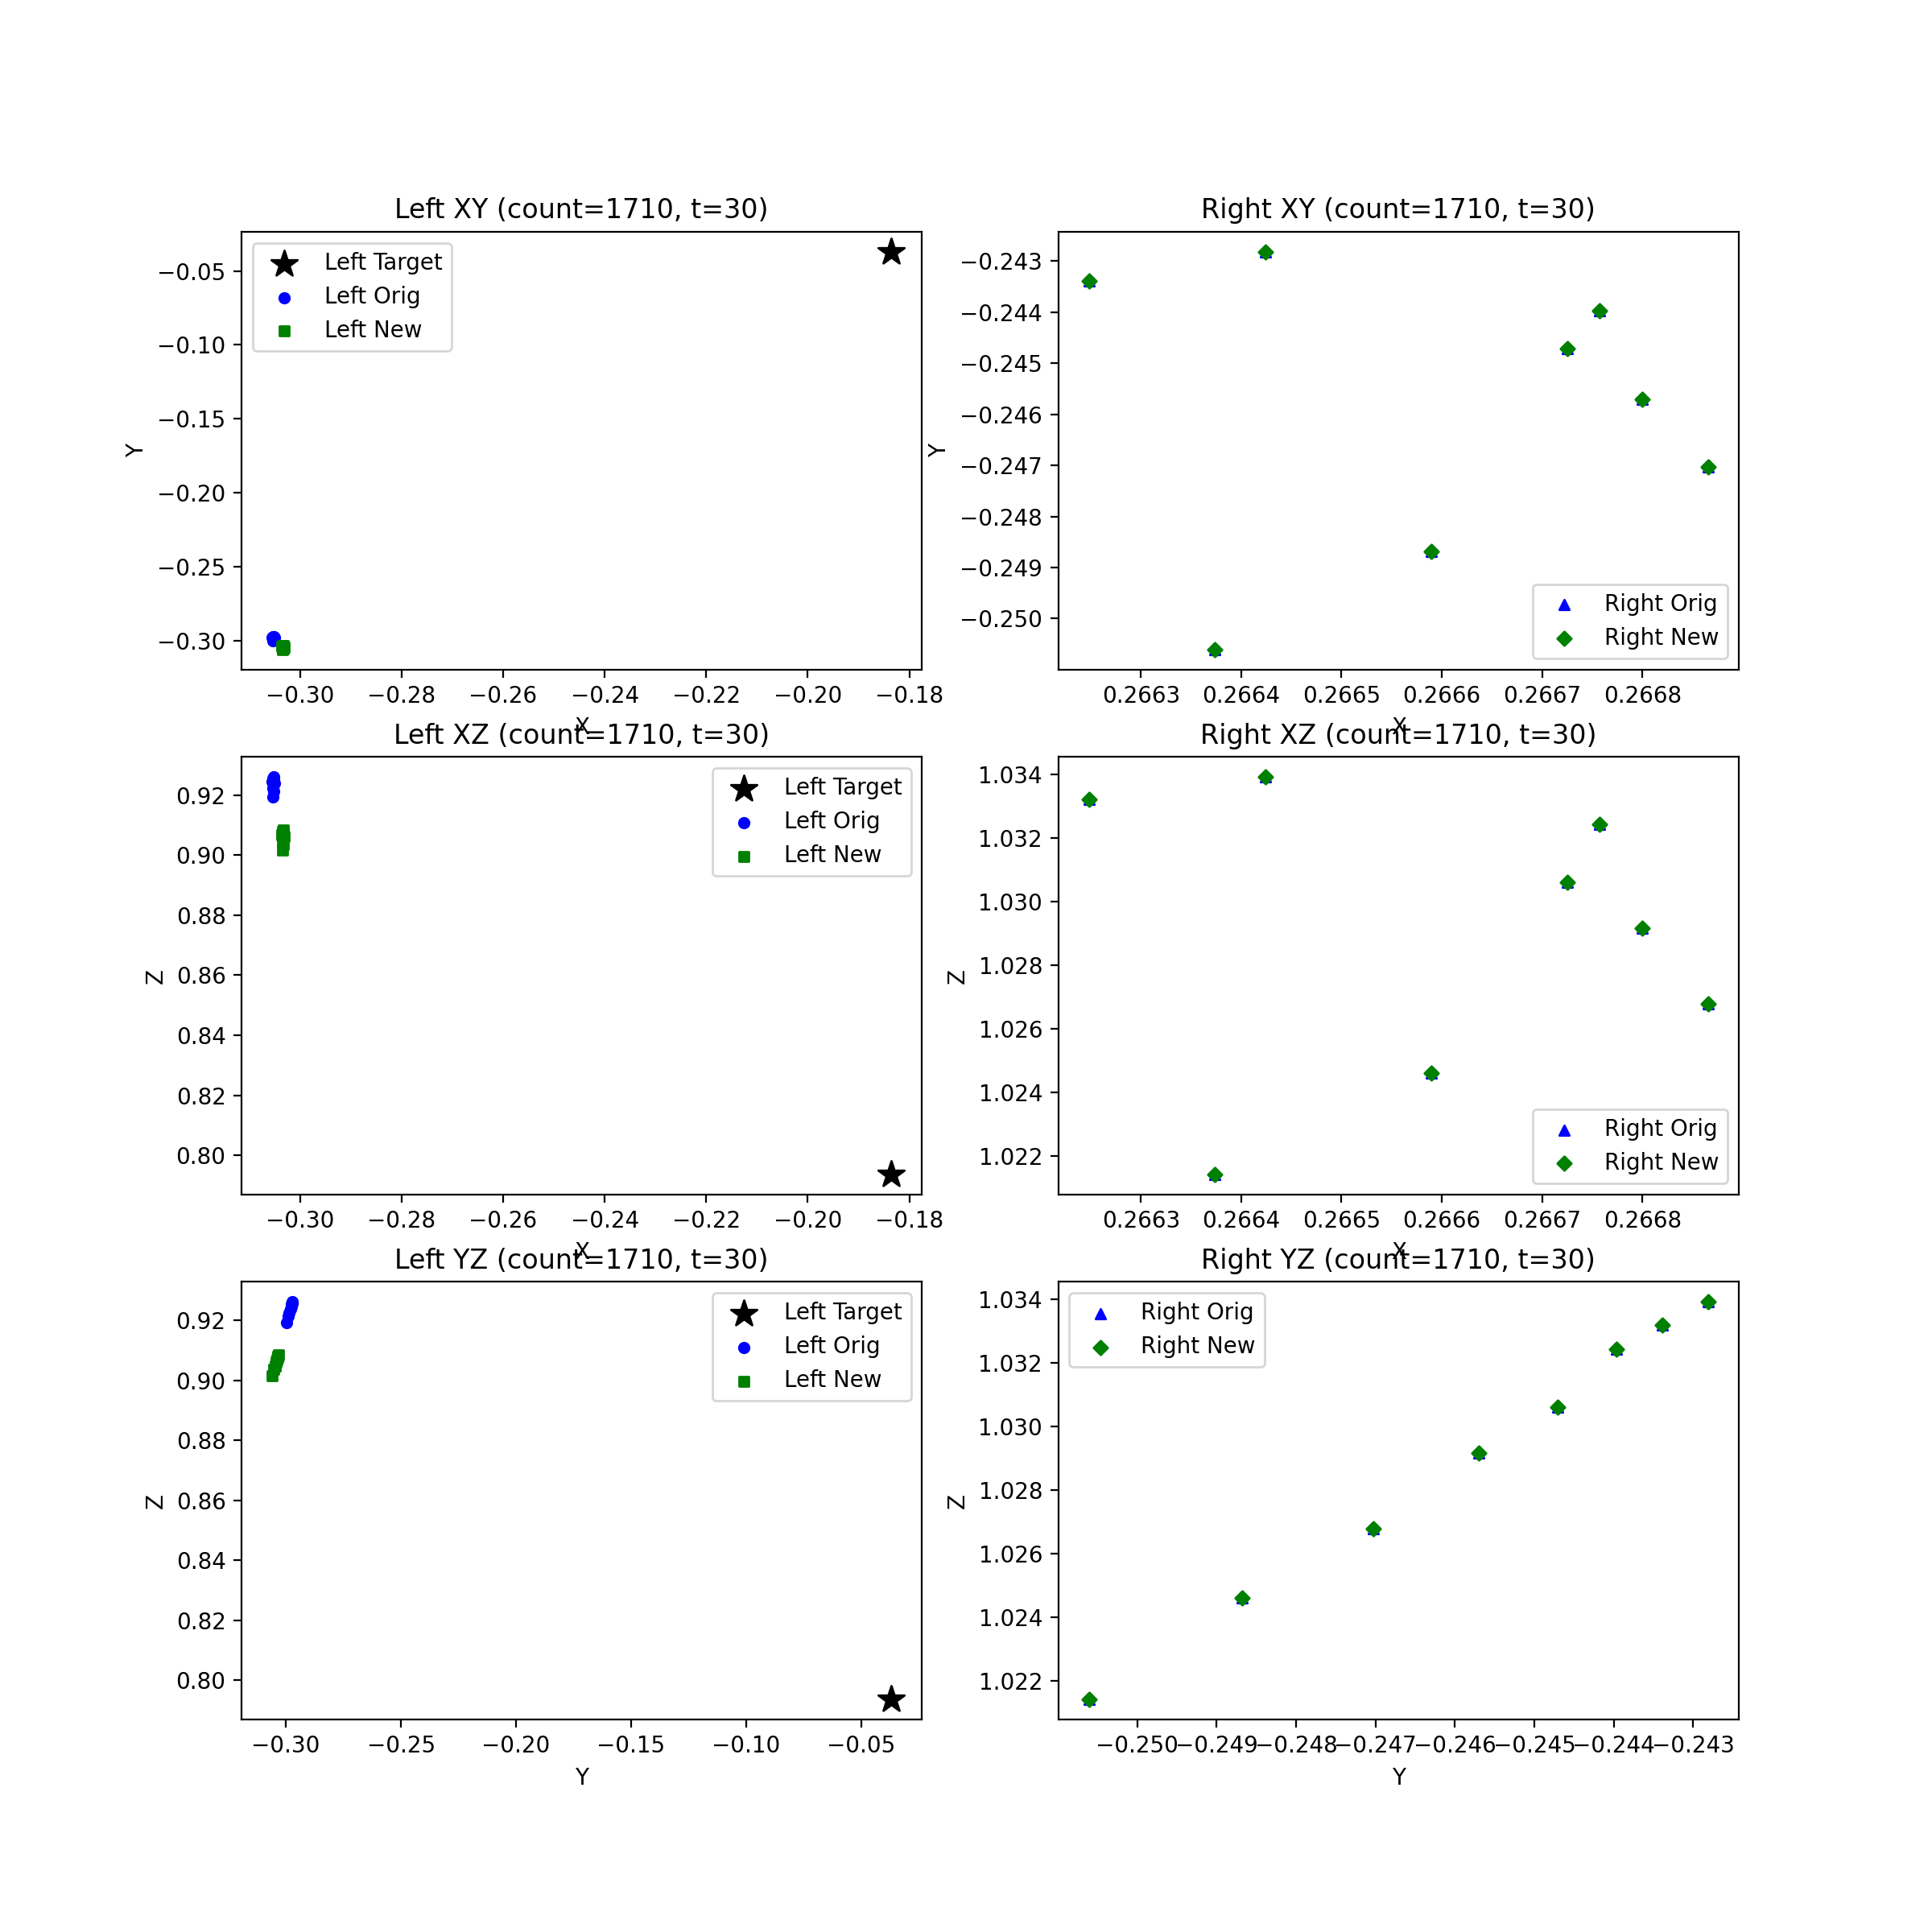 Left XY (count=1710, t=30)
Right XY (count=1710, t=30)
Left Target
Left Orig
Left New
−0.05
−0.10
−0.15
−0.20
−0.25
−0.30
Y
−0.30 −0.28 −0.26 −0.24 −0.22 −0.20 −0.18
X
−0.243
−0.244
−0.245
−0.246
−0.247
−0.248
−0.249
−0.250
Y
Right Orig
Right New
0.2663 0.2664 0.2665 0.2666 0.2667 0.2668
X
Left XZ (count=1710, t=30)
Right XZ (count=1710, t=30)
Left Target
Left Orig
Left New
0.92
0.90
0.88
0.86
0.84
0.82
0.80
Z
−0.30 −0.28 −0.26 −0.24 −0.22 −0.20 −0.18
X
1.034
1.032
1.030
1.028
1.026
1.024
1.022
Z
Right Orig
Right New
0.2663 0.2664 0.2665 0.2666 0.2667 0.2668
X
Left YZ (count=1710, t=30)
Right YZ (count=1710, t=30)
Left Target
Left Orig
Left New
0.92
0.90
0.88
0.86
0.84
0.82
0.80
Z
−0.30 −0.25 −0.20 −0.15 −0.10 −0.05
Y
Right Orig
Right New
1.034
1.032
1.030
1.028
1.026
1.024
1.022
Z
−0.250 −0.249 −0.248 −0.247 −0.246 −0.245 −0.244 −0.243
Y